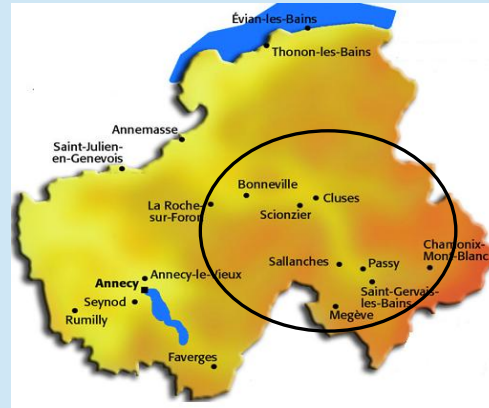 Évian-les-Bains
Thonon-les-Bains
Annemasse
Saint-Julien-
en-Genevois
Bonneville
Cluses
La Roche-
sur-Foron
Scionzier
Chamonix-
Mont-Blanc
Sallanches
Passy
Annecy-le-Vieux
Annecy
Saint-Gervais-
les-Bains
Seynod
Rumilly
Megève
Faverges